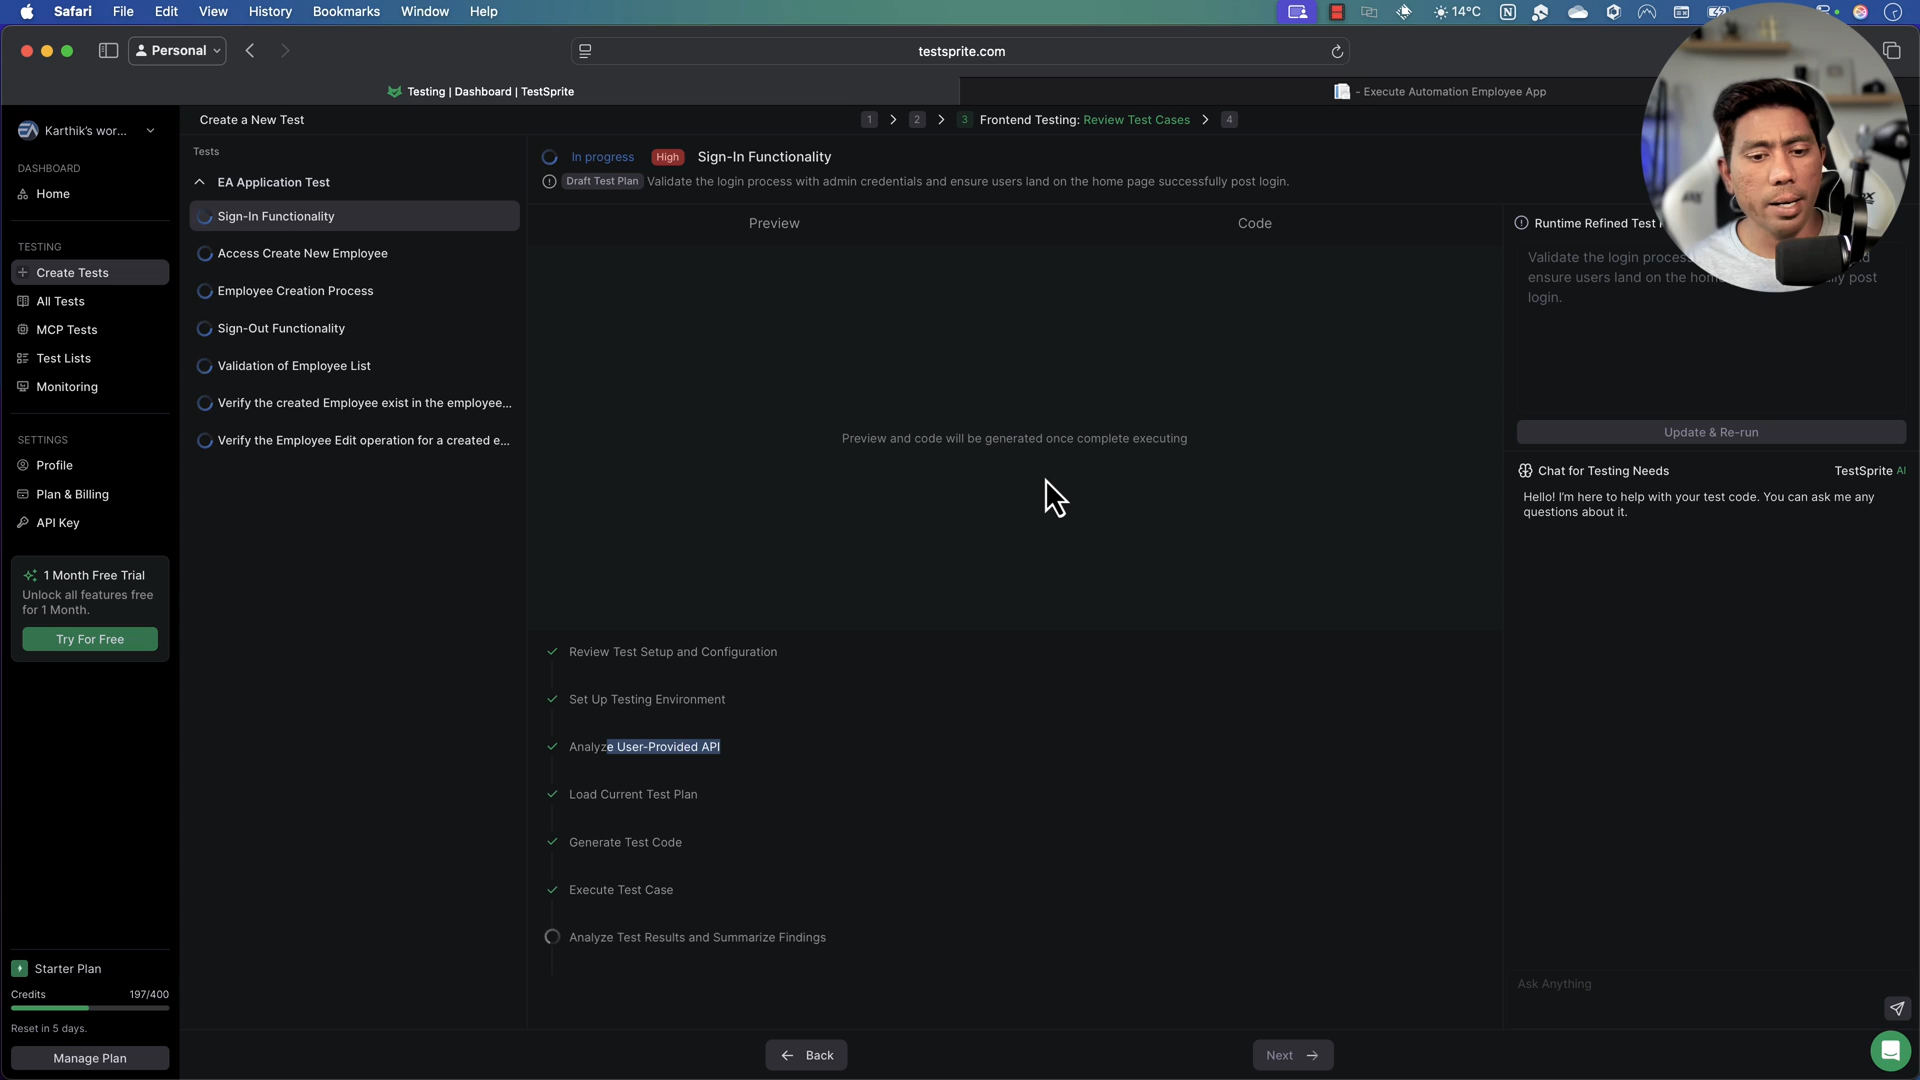 Safari File Edit View History Bookmarks Window Help
14°C
Personal
testsprite.com
Testing | Dashboard | TestSprite
- Execute Automation Employee App
Karthik's wor...
Create a New Test
1 2 3 Frontend Testing: Review Test Cases 4
DASHBOARD
Home
TESTING
Create Tests
All Tests
MCP Tests
Test Lists
Monitoring
SETTINGS
Profile
Plan & Billing
API Key
1 Month Free Trial
Unlock all features free
for 1 Month.
Try For Free
Starter Plan
Credits 197/400
Reset in 5 days.
Manage Plan
Tests
EA Application Test
Sign-In Functionality
Access Create New Employee
Employee Creation Process
Sign-Out Functionality
Validation of Employee List
Verify the created Employee exist in the employee...
Verify the Employee Edit operation for a created e...
In progress High Sign-In Functionality
Draft Test Plan Validate the login process with admin credentials and ensure users land on the home page successfully post login.
Preview Code
Preview and code will be generated once complete executing
Review Test Setup and Configuration
Set Up Testing Environment
Analyze User-Provided API
Load Current Test Plan
Generate Test Code
Execute Test Case
Analyze Test Results and Summarize Findings
Back
Next
Runtime Refined Test
Validate the login process
ensure users land on the post
login.
Update & Re-run
Chat for Testing Needs TestSprite AI
Hello! I'm here to help with your test code. You can ask me any
questions about it.
Ask Anything